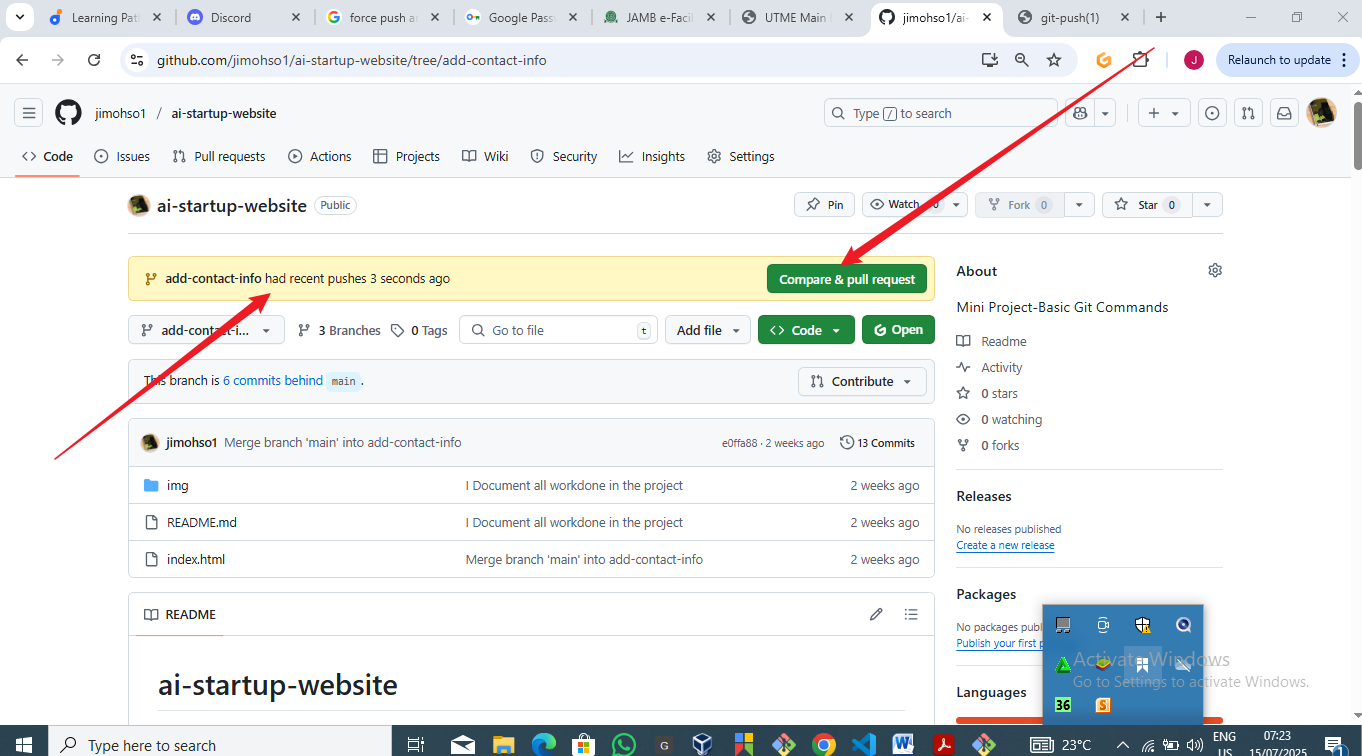 Learning Pat
Discord
force push an
Google Passw
JAMB e-Facil
UTME Main
jimohso1/ai-
git-push(1)
github.com/jimohso1/ai-startup-website/tree/add-contact-info
J
Relaunch to update
jimohso1 / ai-startup-website
Type / to search
Code
Issues
Pull requests
Actions
Projects
Wiki
Security
Insights
Settings
ai-startup-website Public
Pin
Watch 0
Fork 0
Star 0
add-contact-info had recent pushes 3 seconds ago
Compare & pull request
add-contact-i...
3 Branches
0 Tags
Go to file
t
Add file
Code
Open
This branch is 6 commits behind main .
Contribute
jimohso1 Merge branch 'main' into add-contact-info
e0ffa88 · 2 weeks ago
13 Commits
img I Document all workdone in the project 2 weeks ago
README.md I Document all workdone in the project 2 weeks ago
index.html Merge branch 'main' into add-contact-info 2 weeks ago
README
ai-startup-website
About
Mini Project-Basic Git Commands
Readme
Activity
0 stars
0 watching
0 forks
Releases
No releases published
Create a new release
Packages
No packages publ
Publish your first p
Languages
36
S
Activate Windows
Go to Settings to activate Windows.
Type here to search
G
W
23°C
ENG
US
07:23
15/07/2025
1